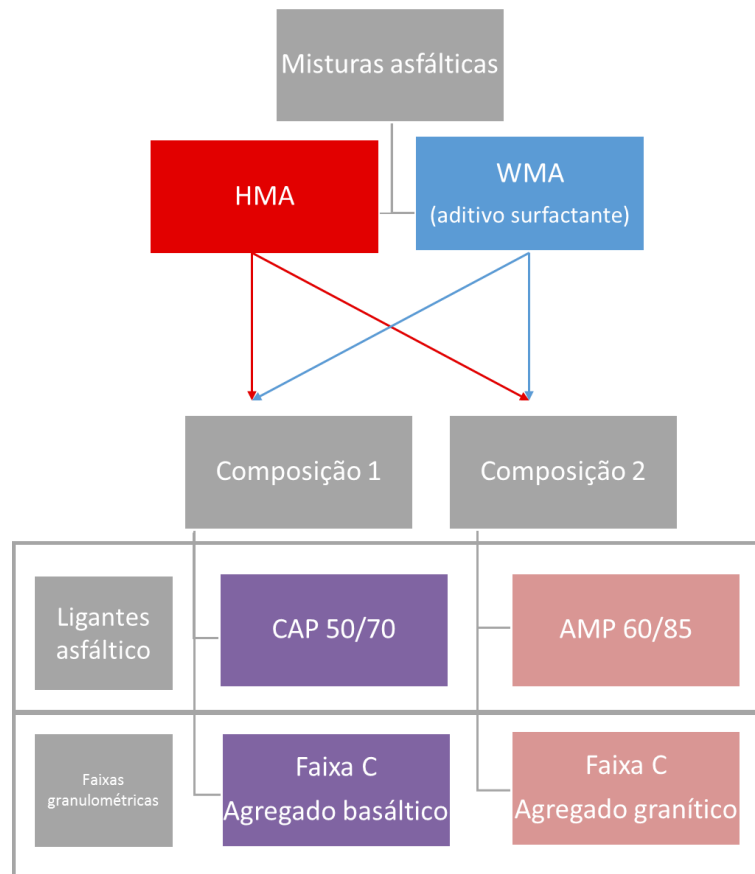 Misturas asfálticas
HMA
WMA
(aditivo surfactante)
Composição 1
Composição 2
Ligantes
asfáltico
CAP 50/70
AMP 60/85
Faixas
granulométricas
Faixa C
Agregado basáltico
Faixa C
Agregado granítico